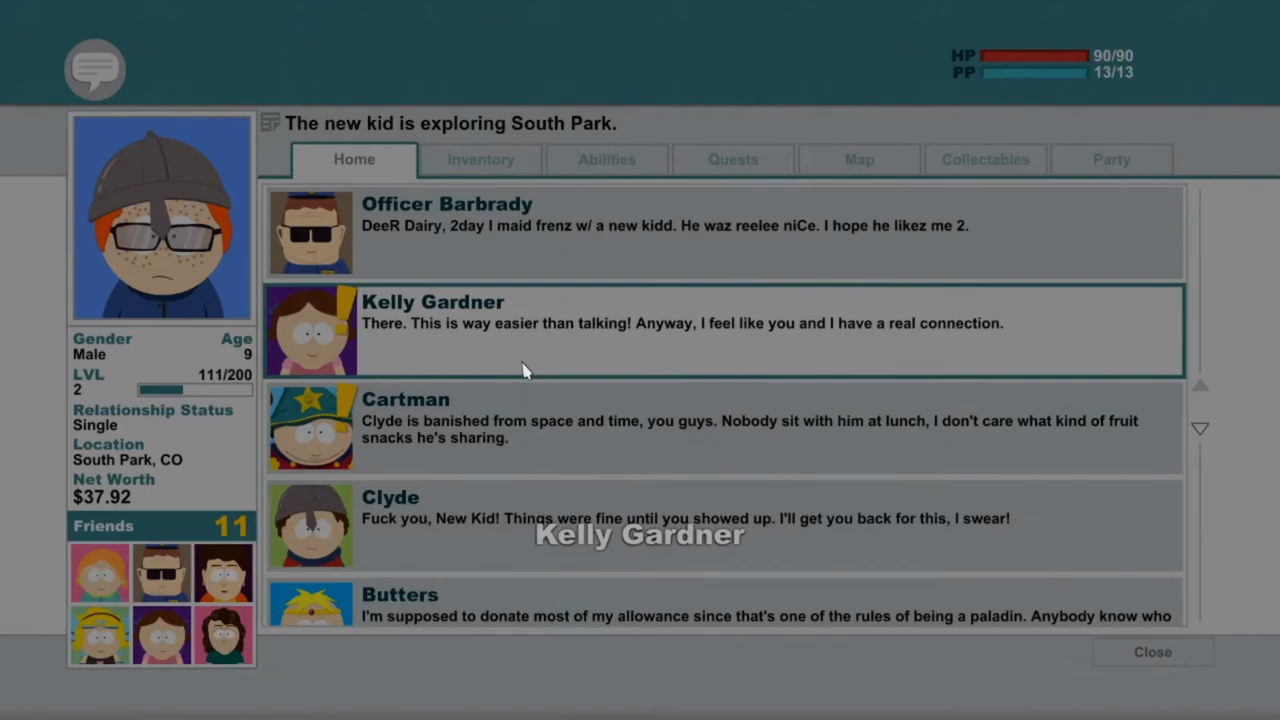 HP 90/90
PP 13/13
The new kid is exploring South Park.
Home Inventory Abilities Quests Map Collectables Party
Officer Barbrady
DeeR Dairy, 2day I maid frenz w/ a new kidd. He waz reelee niCe. I hope he likez me 2.
Kelly Gardner
There. This is way easier than talking! Anyway, I feel like you and I have a real connection.
Gender Age
Male 9
LVL 111/200
2
Relationship Status
Single
Location
South Park, CO
Net Worth
$37.92
Friends 11
Cartman
Clyde is banished from space and time, you guys. Nobody sit with him at lunch, I don't care what kind of fruit
snacks he's sharing.
Clyde
Fuck you, New Kid! Things were fine until you showed up. I'll get you back for this, I swear!
Kelly Gardner
Butters
I'm supposed to donate most of my allowance since that's one of the rules of being a paladin. Anybody know who
Close